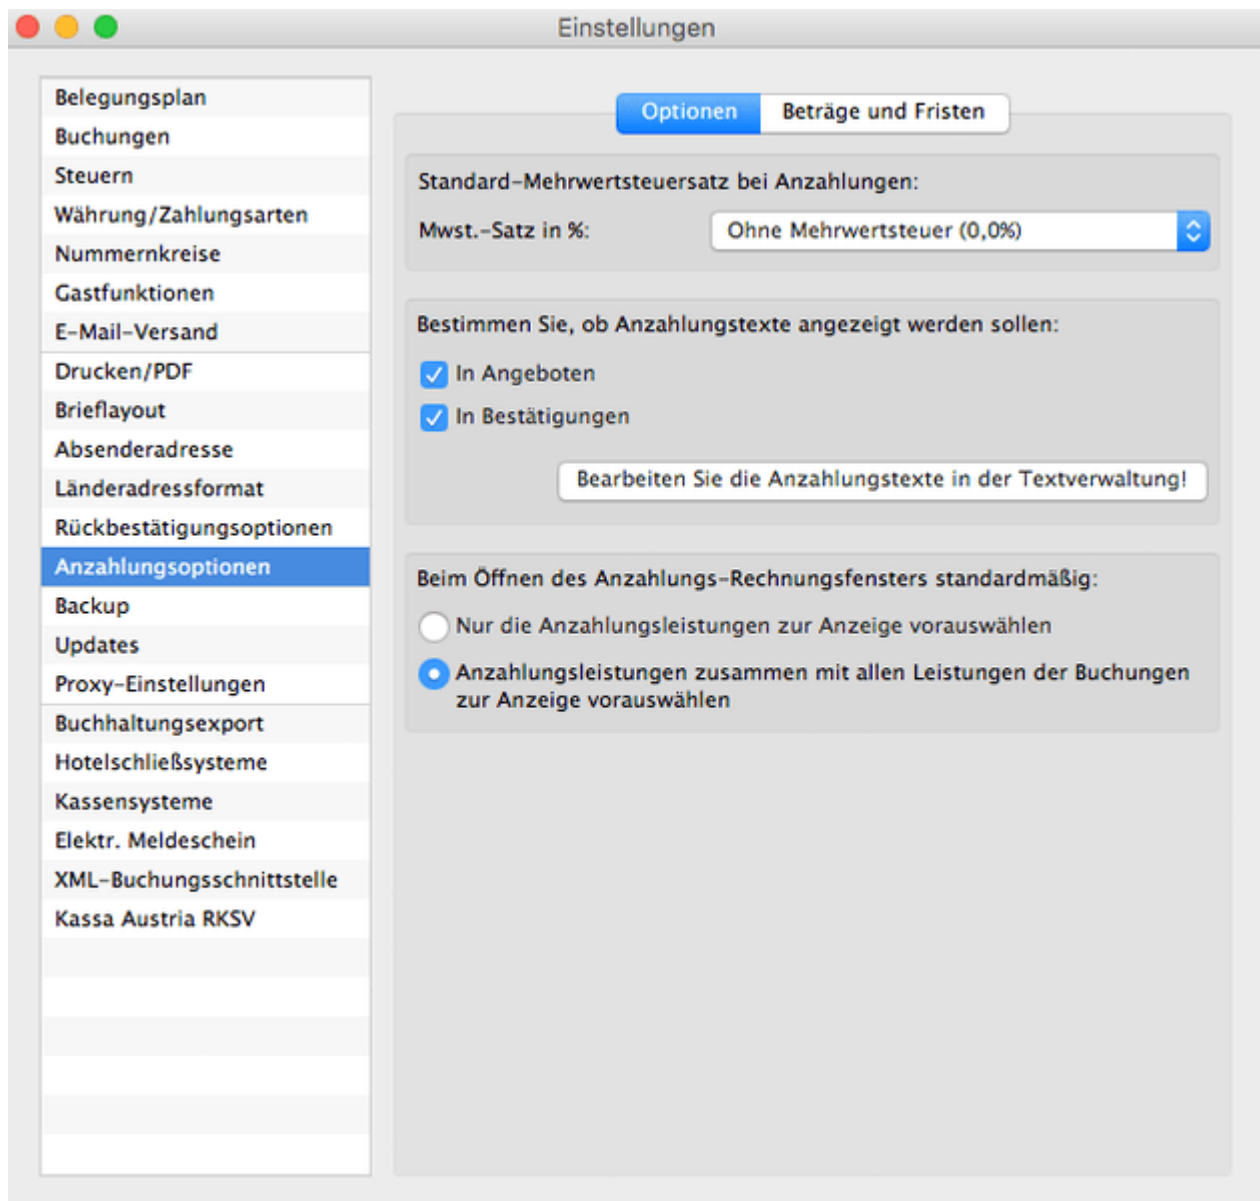 Einstellungen
Belegungsplan
Buchungen
Steuern
Währung/Zahlungsarten
Nummernkreise
Gastfunktionen
E-Mail-Versand
Drucken/PDF
Brieflayout
Absenderadresse
Länderadressformat
Rückbestätigungsoptionen
Anzahlungsoptionen
Backup
Updates
Proxy-Einstellungen
Buchhaltungsexport
Hotelschließsysteme
Kassensysteme
Elektr. Meldeschein
XML-Buchungsschnittstelle
Kassa Austria RKSV
Optionen
Beträge und Fristen
Standard-Mehrwertsteuersatz bei Anzahlungen:
Mwst.-Satz in %:
Ohne Mehrwertsteuer (0,0%)
Bestimmen Sie, ob Anzahlungstexte angezeigt werden sollen:
In Angeboten
In Bestätigungen
Bearbeiten Sie die Anzahlungstexte in der Textverwaltung!
Beim Öffnen des Anzahlungs-Rechnungsfensters standardmäßig:
Nur die Anzahlungsleistungen zur Anzeige vorauswählen
Anzahlungsleistungen zusammen mit allen Leistungen der Buchungen
zur Anzeige vorauswählen